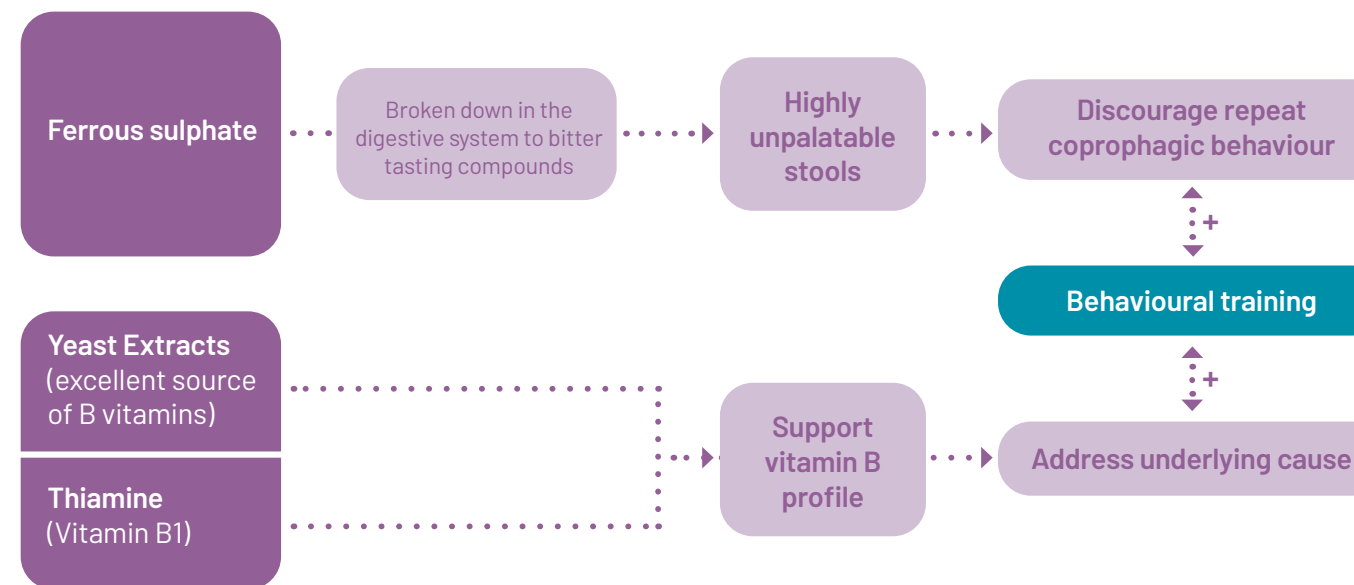 Ferrous sulphate
Broken down in the
digestive system to bitter
tasting compounds
Highly
unpalatable
stools
Discourage repeat
coprophagic behaviour
+
Behavioural training
+
Yeast Extracts
(excellent source
of B vitamins)
Thiamine
(Vitamin B1)
Support
vitamin B
profile
Address underlying cause